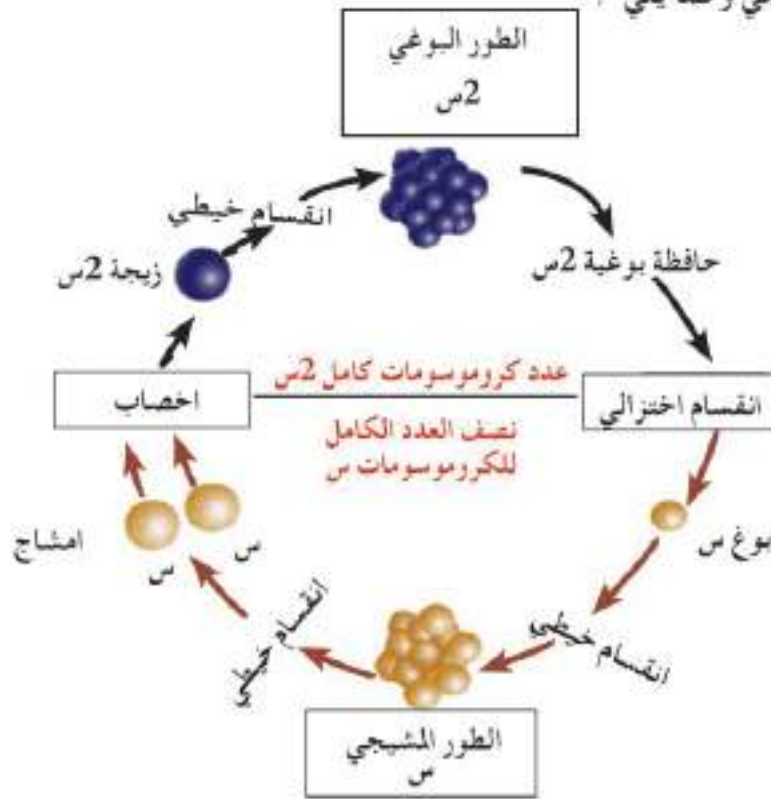 الطور البوغي
2س
انقسام خيطي
حافظة بوغية 2س
زيجة 2س
عدد كروموسومات كامل 2س
اخصاب
انقسام اختزالي
نصف العدد الكامل
للكروموسومات س
بوغ س
امشاج
س
س
انقسام خيطي
انقسام خيطي
الطور المشيجي
س